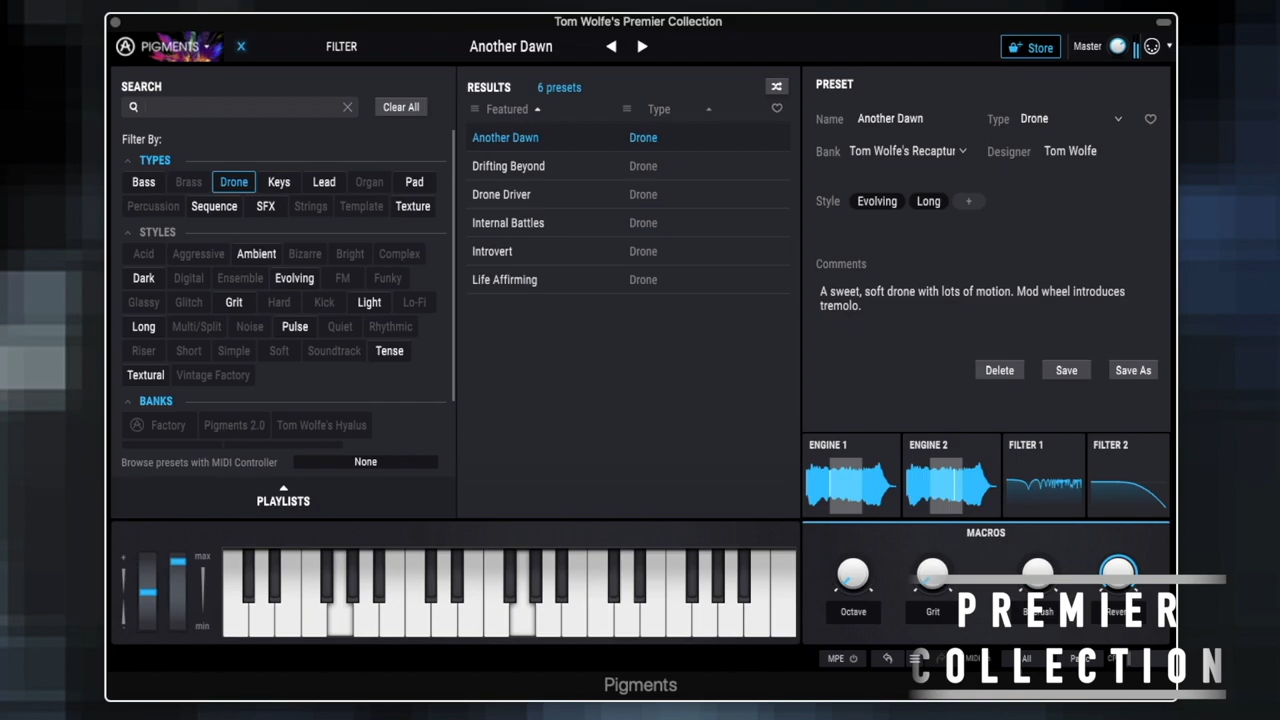 Tom Wolfe's Premier Collection
PIGMENTS
FILTER
Another Dawn
Store
Master
SEARCH
Clear All
Filter By:
TYPES
Bass Brass Drone Keys Lead Organ Pad
Percussion Sequence SFX Strings Template Texture
STYLES
Acid Aggressive Ambient Bizarre Bright Complex
Dark Digital Ensemble Evolving FM Funky
Glassy Glitch Grit Hard Kick Light Lo-Fi
Long Multi/Split Noise Pulse Quiet Rhythmic
Riser Short Simple Soft Soundtrack Tense
Textural Vintage Factory
BANKS
Factory Pigments 2.0 Tom Wolfe's Hyalus
Browse presets with MIDI Controller None
PLAYLISTS
RESULTS 6 presets
Featured Type
Another Dawn Drone
Drifting Beyond Drone
Drone Driver Drone
Internal Battles Drone
Introvert Drone
Life Affirming Drone
PRESET
Name Another Dawn Type Drone
Bank Tom Wolfe's Recaptur Designer Tom Wolfe
Style Evolving Long +
Comments
A sweet, soft drone with lots of motion. Mod wheel introduces
tremolo.
Delete Save Save As
ENGINE 1 ENGINE 2 FILTER 1 FILTER 2
+ max
- min
MACROS
Octave Grit
MPE MIDI All
PREMIER
COLLECTION
Pigments